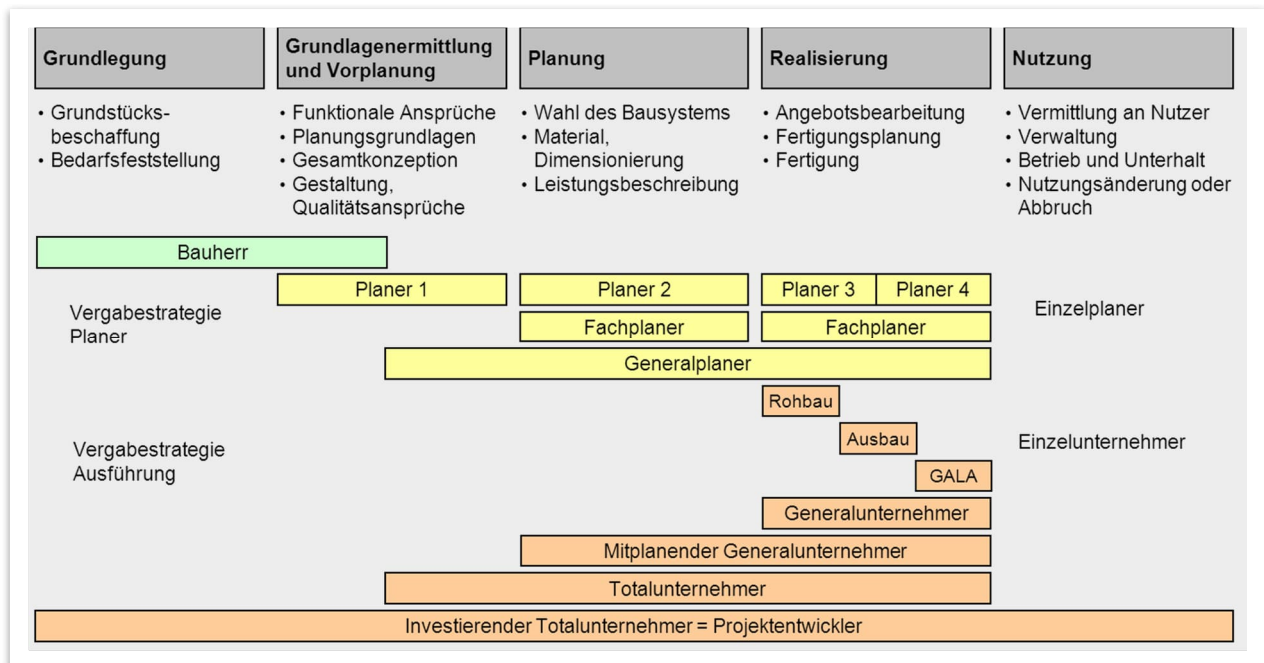 Grundlegung
Grundlagenermittlung
und Vorplanung
Planung
Realisierung
Nutzung
• Grundstücks-
beschaffung
• Bedarfsfeststellung
• Funktionale Ansprüche
• Planungsgrundlagen
• Gesamtkonzeption
• Gestaltung,
Qualitätsansprüche
• Wahl des Bausystems
• Material,
Dimensionierung
• Leistungsbeschreibung
• Angebotsbearbeitung
• Fertigungsplanung
• Fertigung
• Vermittlung an Nutzer
• Verwaltung
• Betrieb und Unterhalt
• Nutzungsänderung oder
Abbruch
Bauherr
Vergabestrategie
Planer
Planer 1
Planer 2
Planer 3
Planer 4
Einzelplaner
Fachplaner
Fachplaner
Generalplaner
Vergabestrategie
Ausführung
Rohbau
Ausbau
Einzelunternehmer
GALA
Generalunternehmer
Mitplanender Generalunternehmer
Totalunternehmer
Investierender Totalunternehmer = Projektentwickler